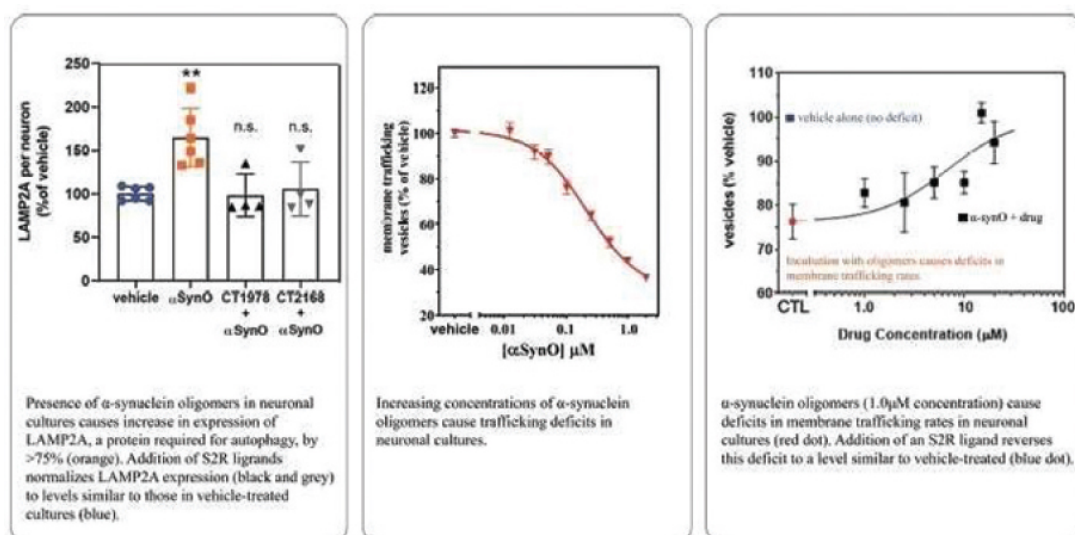 250
200
150
100
50
0
LAMP2A per neuron
(%of vehicle)
**
n.s.
n.s.
vehicle
αSynO
CT1978
+
αSynO
CT2168
+
αSynO
Presence of α-synuclein oligomers in neuronal
cultures causes increase in expression of
LAMP2A, a protein required for autophagy, by
>75% (orange). Addition of S2R ligrands
normalizes LAMP2A expression (black and grey)
to levels similar to those in vehicle-treated
cultures (blue).
120
100
80
60
40
20
membrane trafficking
vesicles (% of vehicle)
vehicle
0.01
0.1
1.0
[αSynO] μM
Increasing concentrations of α-synuclein
oligomers cause trafficking deficits in
neuronal cultures.
110
100
90
80
70
60
vesicles (% vehicle)
vehicle alone (no deficit)
α-synO + drug
Incubation with oligomers causes deficits in
membrane trafficking rates
CTL
1.0
10
100
Drug Concentration (μM)
α-synuclein oligomers (1.0μM concentration) cause
deficits in membrane trafficking rates in neuronal
cultures (red dot). Addition of an S2R ligand reverses
this deficit to a level similar to vehicle-treated (blue dot).